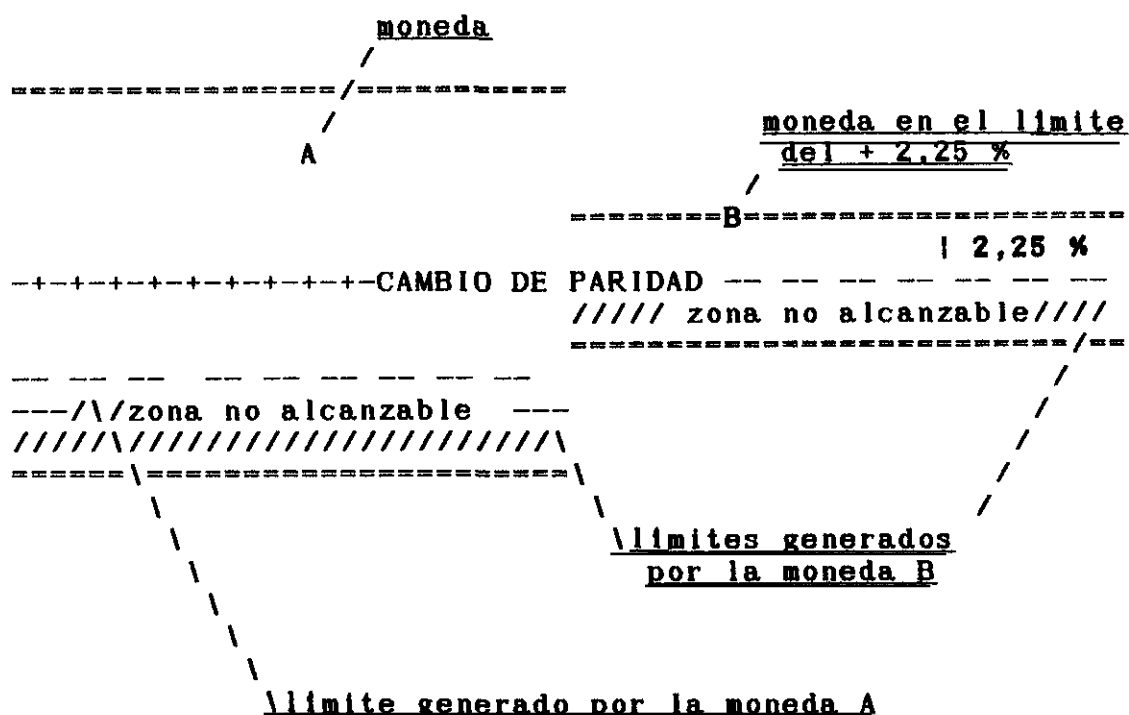 moneda
A
moneda en el límite
del + 2,25 %
B
| 2,25 %
-+-+-+-+-+-+-+-+-+-CAMBIO DE PARIDAD -- -- -- -- -- -- --
///// zona no alcanzable////
---/\/zona no alcanzable ---
\límites generados
por la moneda B
\límite generado por la moneda A